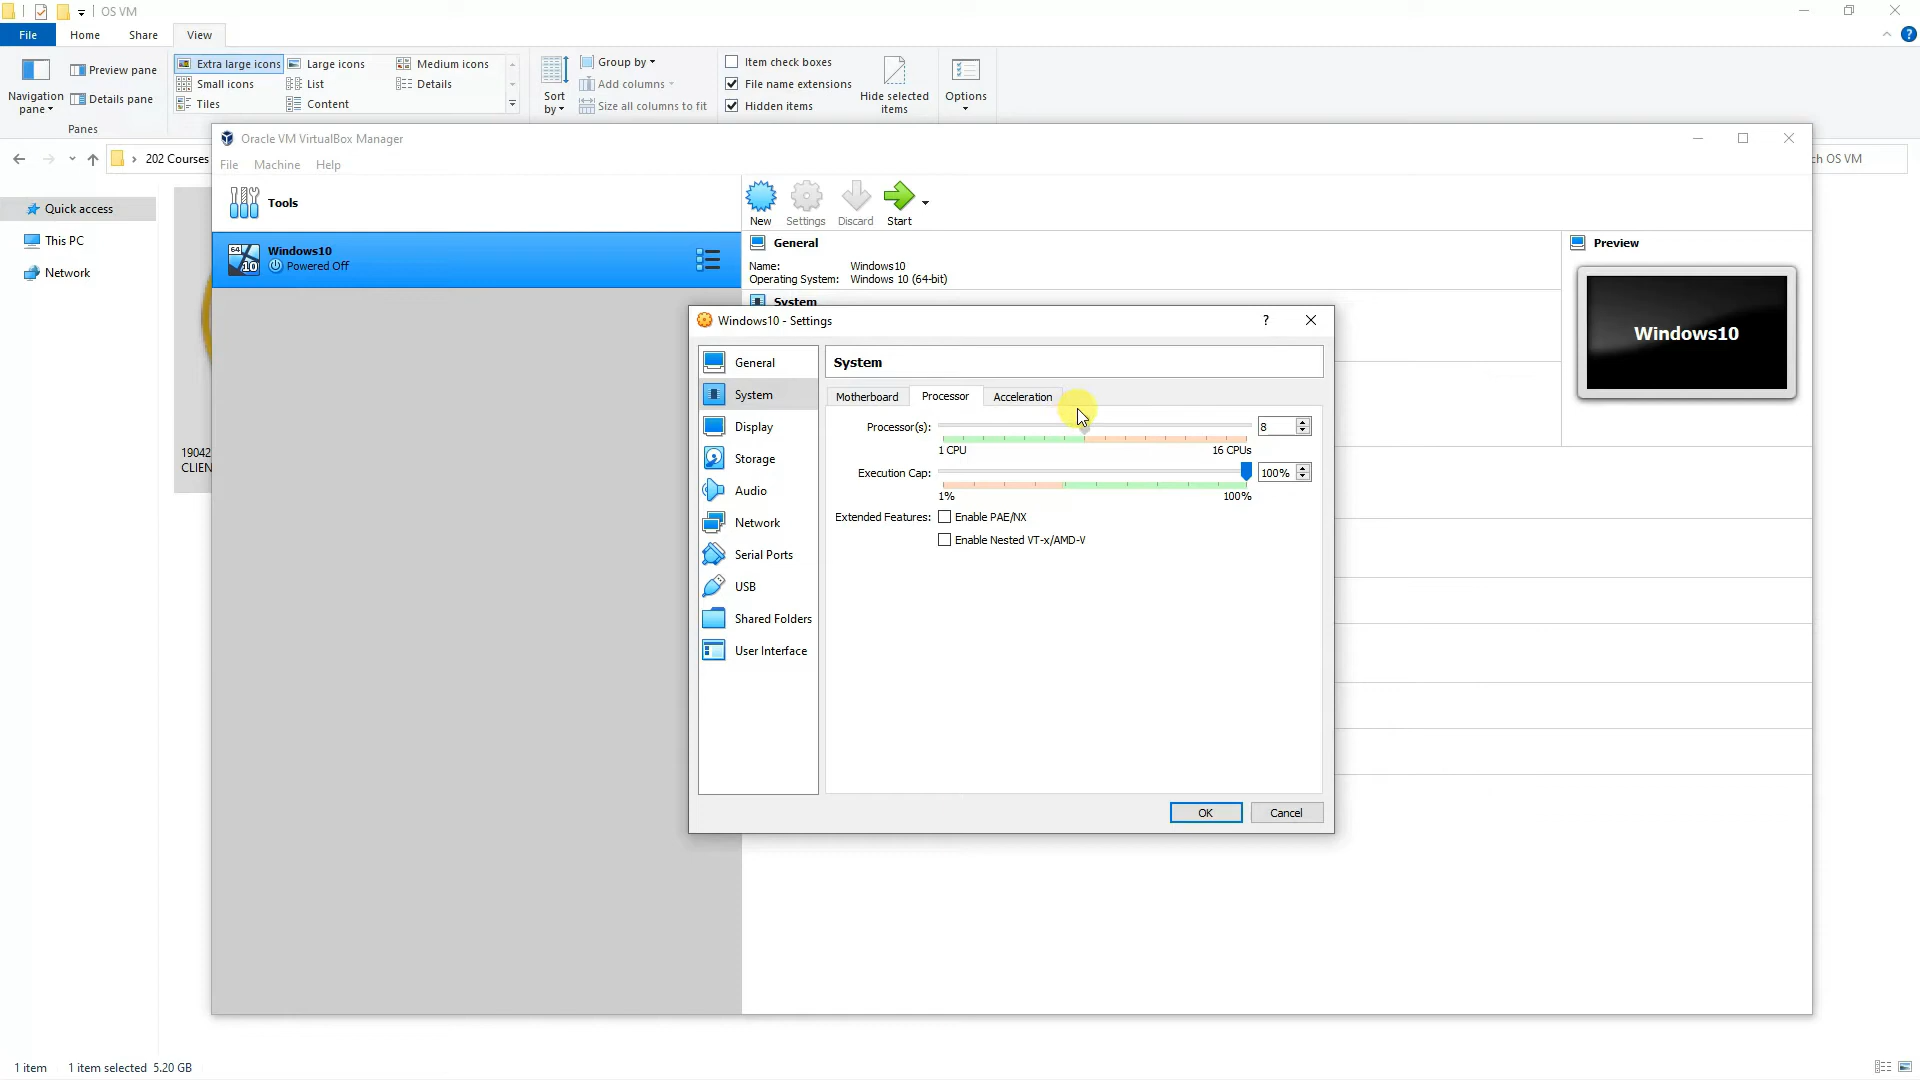 OS VM
File Home Share View
Navigation pane
Preview pane
Details pane
Panes
Extra large icons Large icons Medium icons
Small icons List Details
Tiles Content
Sort by
Group by
Add columns
Size all columns to fit
Item check boxes
File name extensions
Hidden items
Hide selected items
Options
202 Courses
ch OS VM
Quick access
This PC
Network
19042
CLIEN
Oracle VM VirtualBox Manager
File Machine Help
Tools
New Settings Discard Start
64
10
Windows10
Powered Off
General
Name: Windows10
Operating System: Windows 10 (64-bit)
System
Preview
Windows10
Windows10 - Settings
?
General
System
Display
Storage
Audio
Network
Serial Ports
USB
Shared Folders
User Interface
System
Motherboard Processor Acceleration
Processor(s): 8
1 CPU 16 CPUs
Execution Cap: 100%
1% 100%
Extended Features: Enable PAE/NX
Enable Nested VT-x/AMD-V
OK Cancel
1 item 1 item selected 5.20 GB